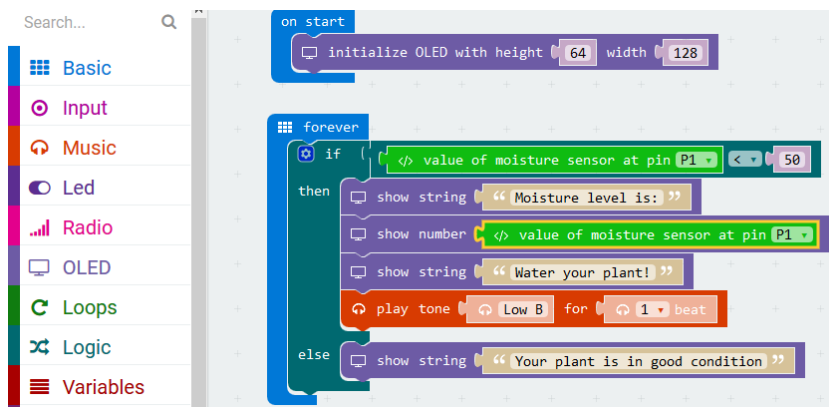 Search...
Basic
Input
Music
Led
Radio
OLED
Loops
Logic
Variables
on start
initialize OLED with height 64 width 128
forever
if </> value of moisture sensor at pin P1 < 50
then show string “ Moisture level is: ”
show number </> value of moisture sensor at pin P1
show string “ Water your plant! ”
play tone Low B for 1 beat
else show string “ Your plant is in good condition ”